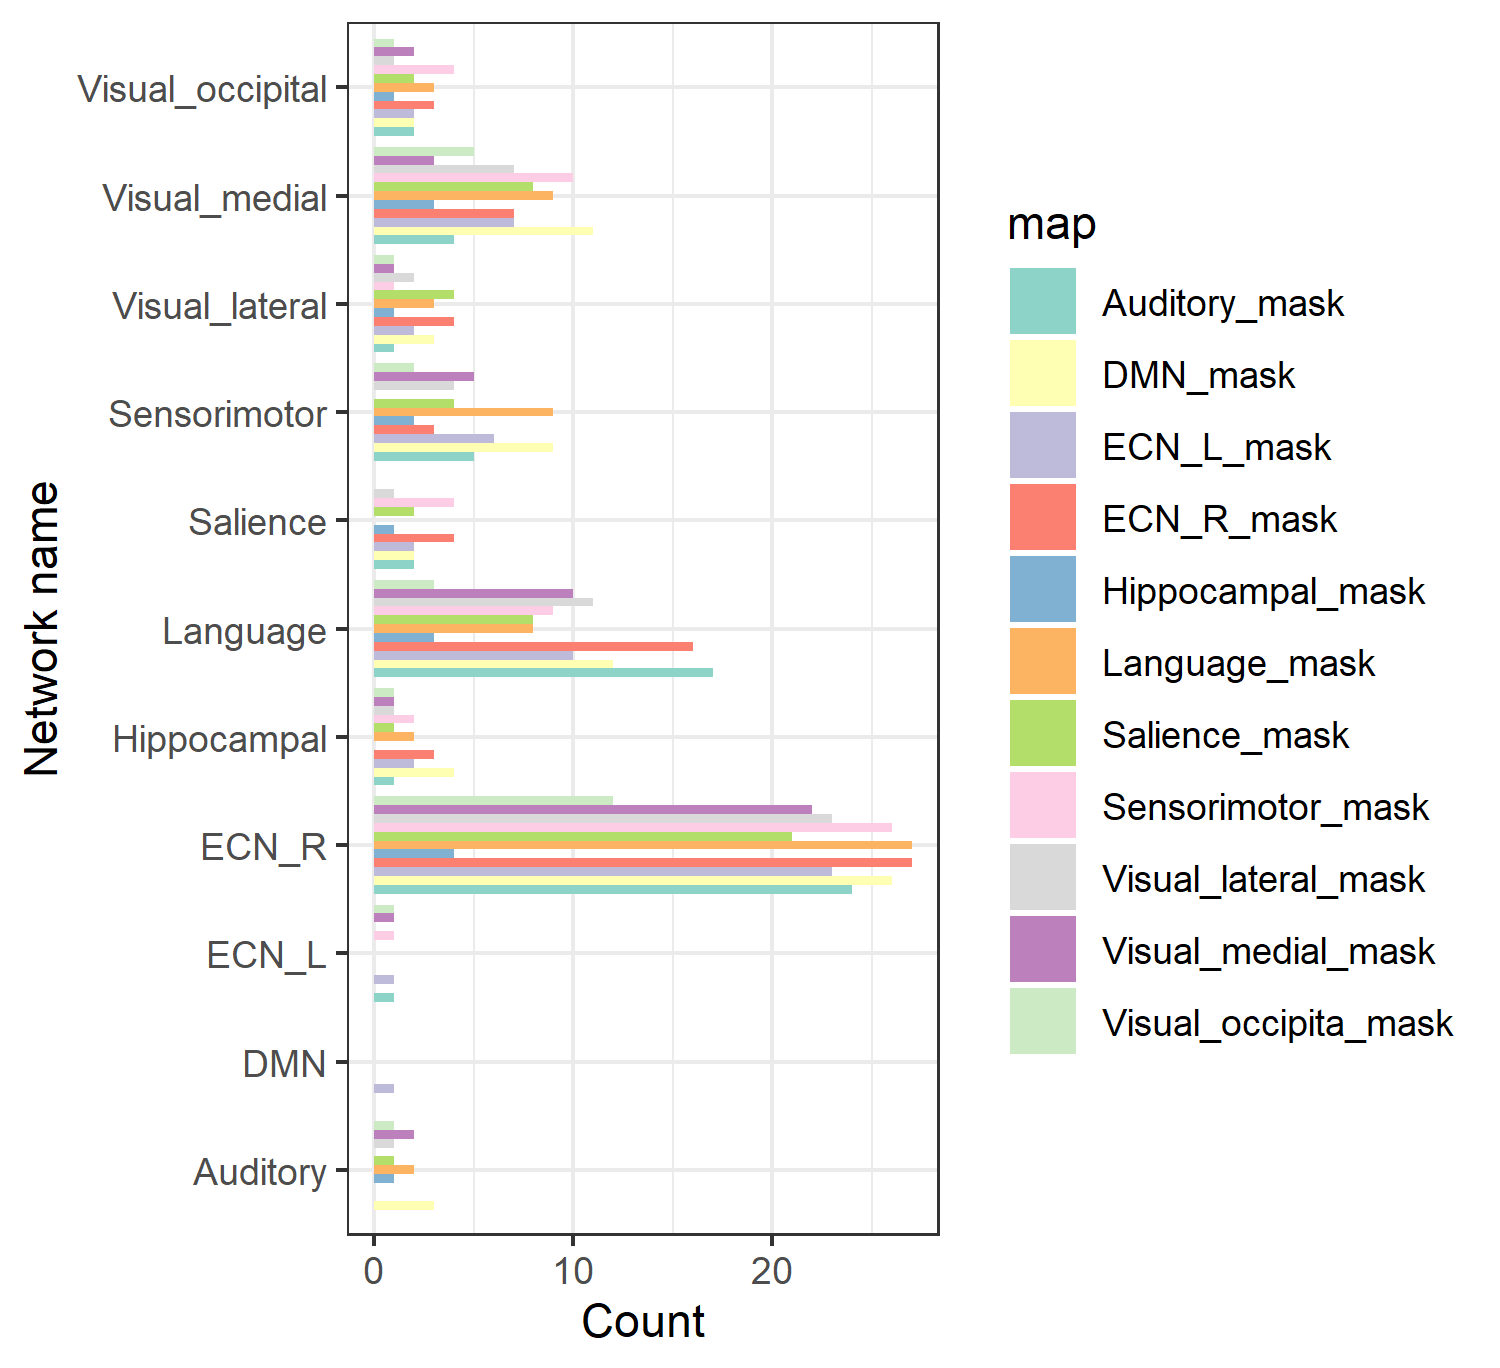 Visual_occipital
Visual_medial
Visual_lateral
Sensorimotor
Salience
Language
Hippocampal
ECN_R
ECN_L
DMN
Auditory
Network name
0 10 20
Count
map
Auditory_mask
DMN_mask
ECN_L_mask
ECN_R_mask
Hippocampal_mask
Language_mask
Salience_mask
Sensorimotor_mask
Visual_lateral_mask
Visual_medial_mask
Visual_occipita_mask